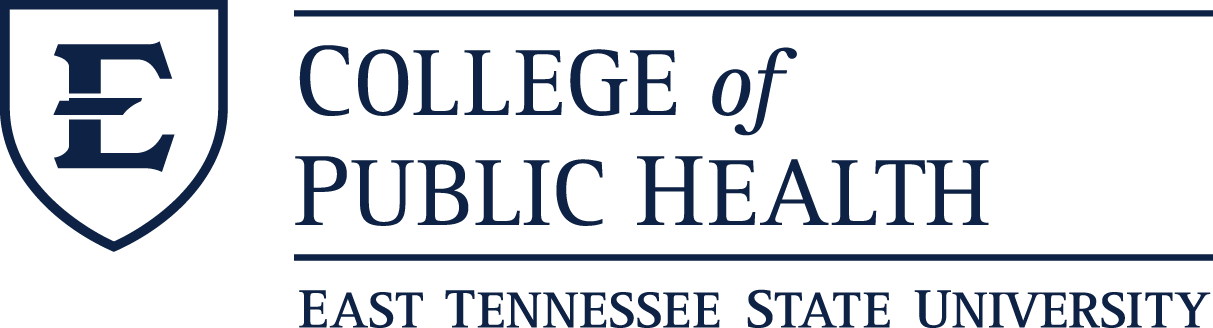 E
COLLEGE of
PUBLIC HEALTH
EAST TENNESSEE STATE UNIVERSITY